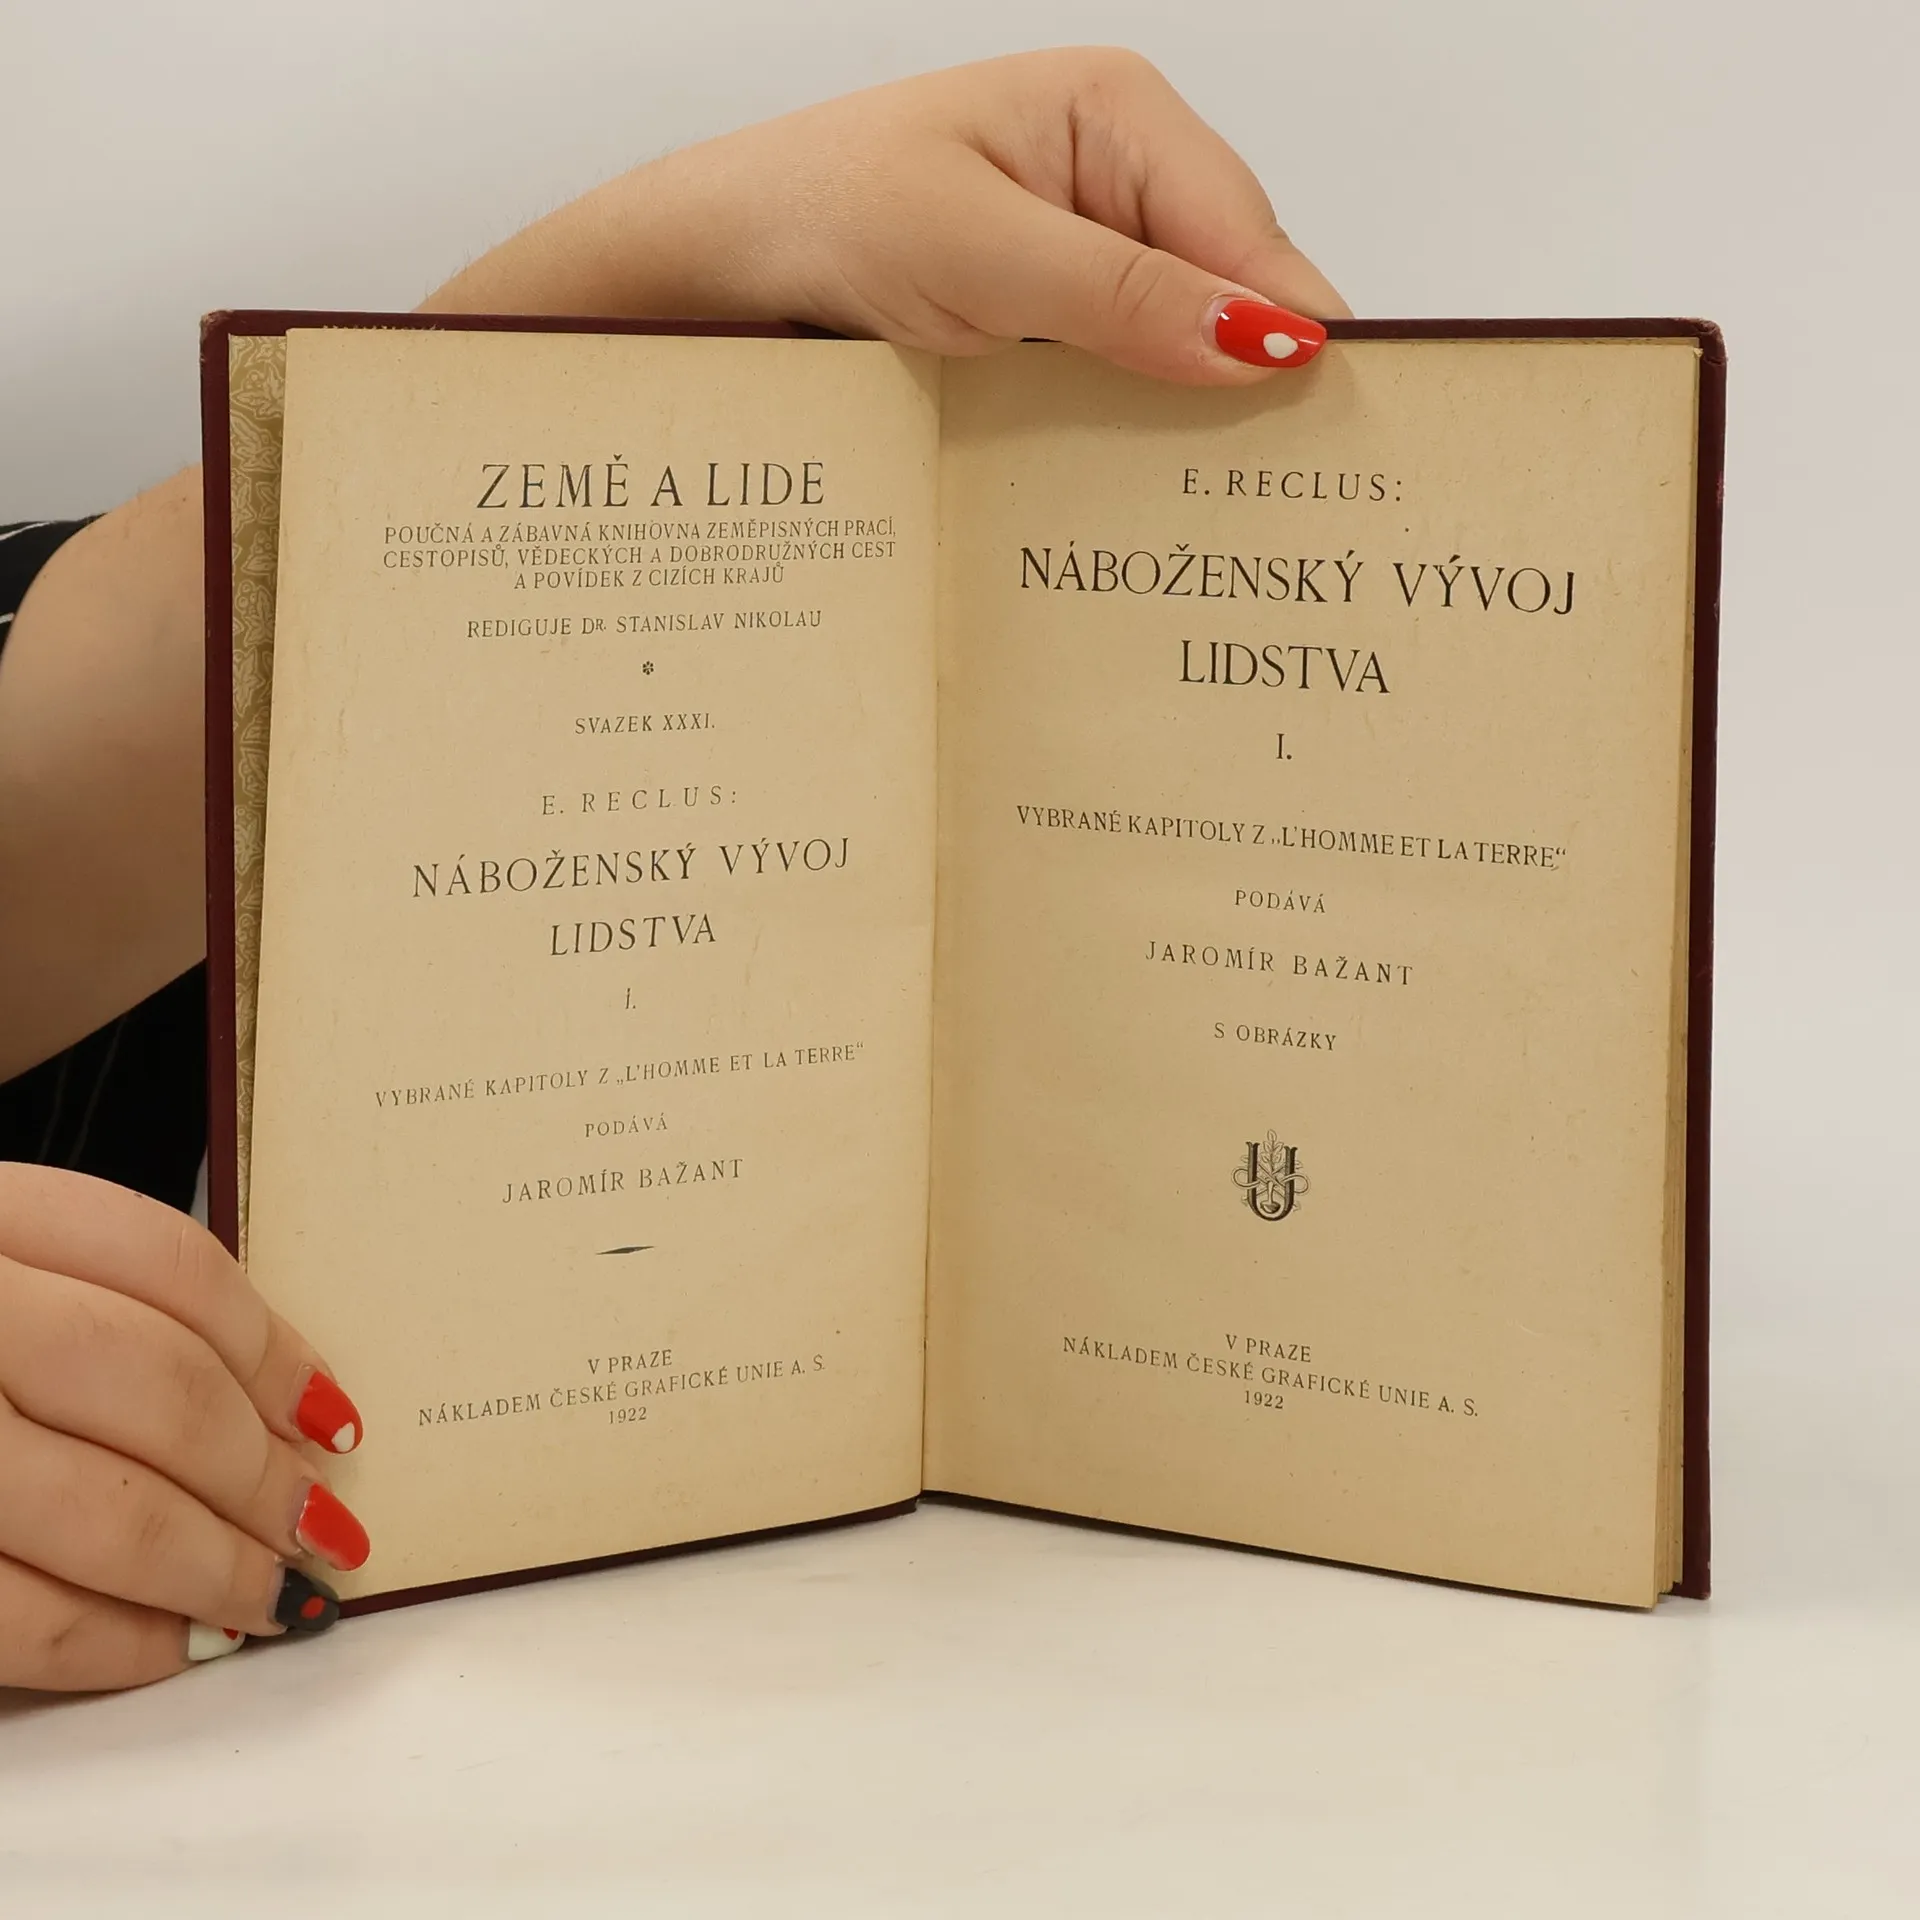 ZEMĚ A LIDE
POUČNÁ A ZÁBAVNÁ KNIHOVNA ZEMĚPISNÝCH PRACÍ,
CESTOPISŮ, VĚDECKÝCH A DOBRODRUŽNÝCH CEST
A POVÍDEK Z CIZÍCH KRAJŮ
REDIGUJE DR. STANISLAV NIKOLAU
*
SVAZEK XXXI.
E. RECLUS:
NÁBOŽENSKÝ VÝVOJ
LIDSTVA
I.
VYBRANÉ KAPITOLY Z „L'HOMME ET LA TERRE“
PODÁVÁ
JAROMÍR BAŽANT
V PRAZE
NÁKLADEM ČESKÉ GRAFICKÉ UNIE A. S.
1922
E. RECLUS:
NÁBOŽENSKÝ VÝVOJ
LIDSTVA
I.
VYBRANÉ KAPITOLY Z „L'HOMME ET LA TERRE“
PODÁVÁ
JAROMÍR BAŽANT
S OBRÁZKY
U
V PRAZE
NÁKLADEM ČESKÉ GRAFICKÉ UNIE A. S.
1922